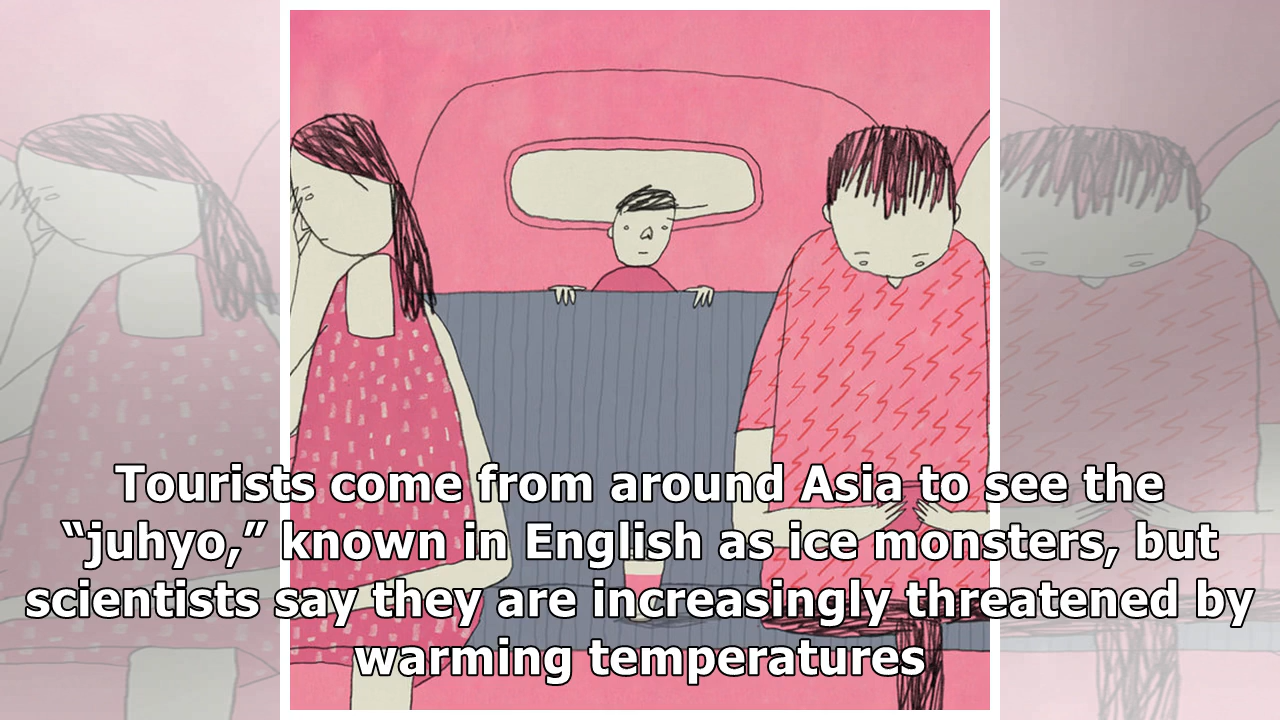 Tourists come from around Asia to see the
“juhyo,” known in English as ice monsters, but
scientists say they are increasingly threatened by
warming temperatures